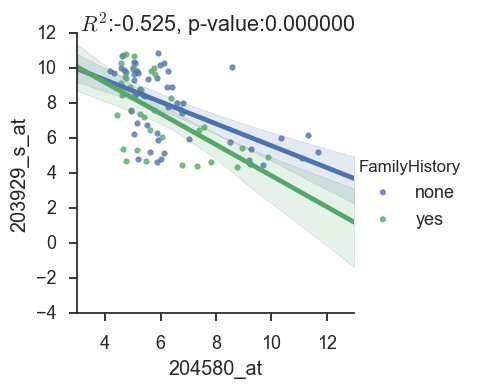 R²:-0.525, p-value:0.000000
12
10
8
6
4
2
0
−2
−4
203929_s_at
4 6 8 10 12
204580_at
FamilyHistory
none
yes